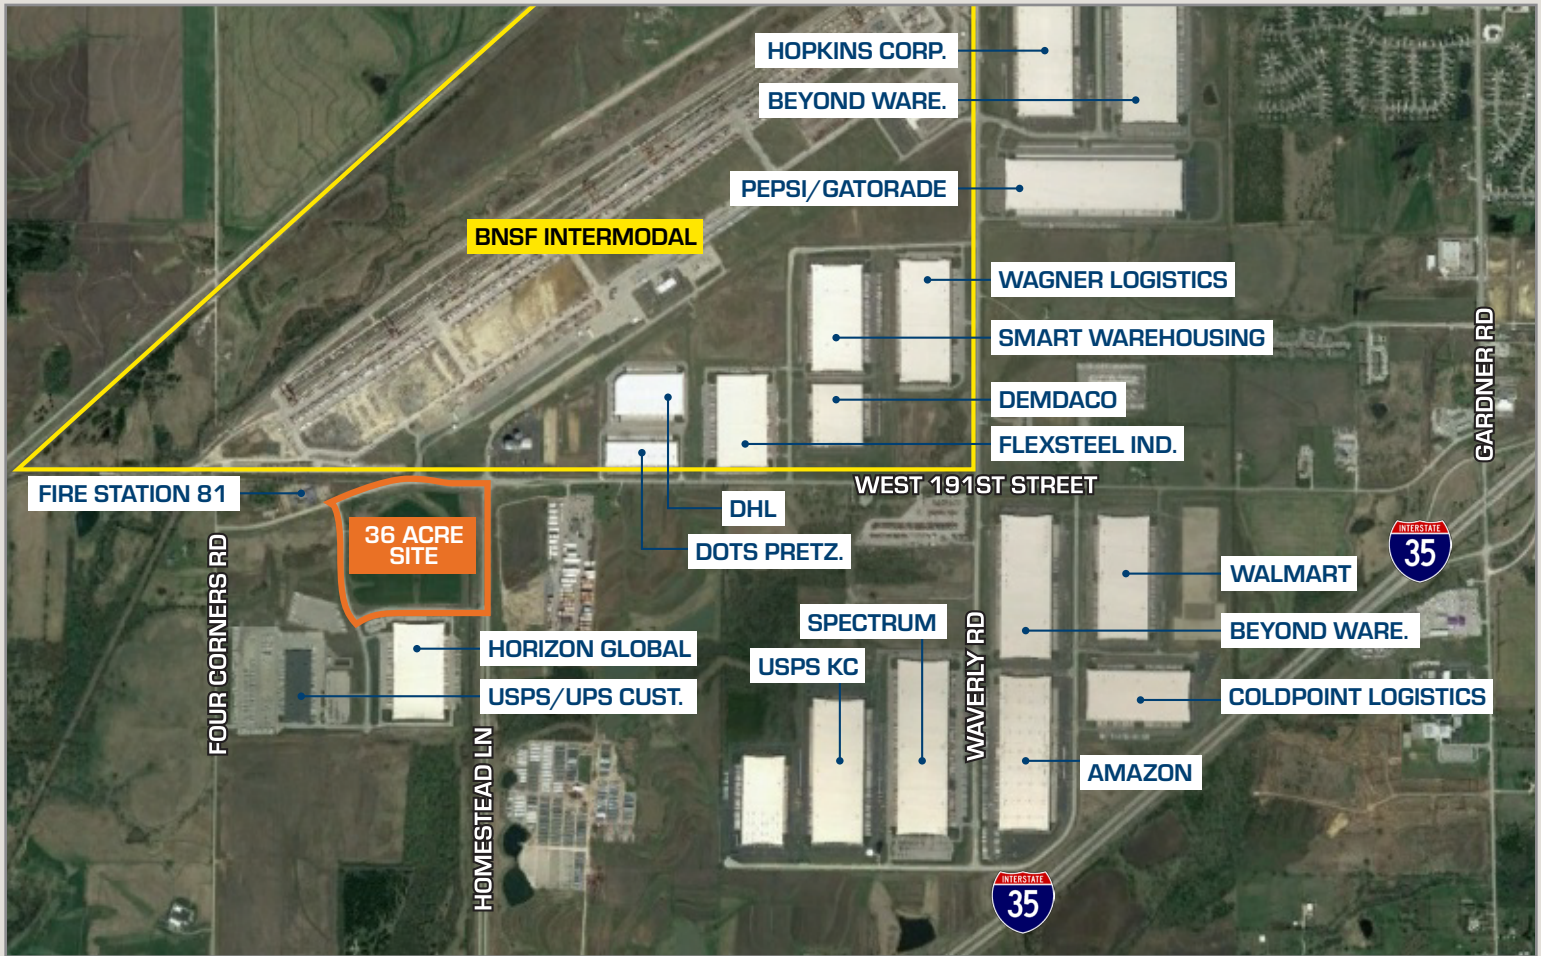 HOPKINS CORP.
BEYOND WARE.
PEPSI/GATORADE
BNSF INTERMODAL
WAGNER LOGISTICS
SMART WAREHOUSING
DEMDACO
FLEXSTEEL IND.
GARDNER RD
WEST 191ST STREET
FIRE STATION 81
DHL
DOTS PRETZ.
36 ACRE
SITE
INTERSTATE
35
WALMART
BEYOND WARE.
SPECTRUM
USPS KC
WAVERLY RD
FOUR CORNERS RD
HORIZON GLOBAL
USPS/UPS CUST.
COLDPOINT LOGISTICS
AMAZON
HOMESTEAD LN
INTERSTATE
35